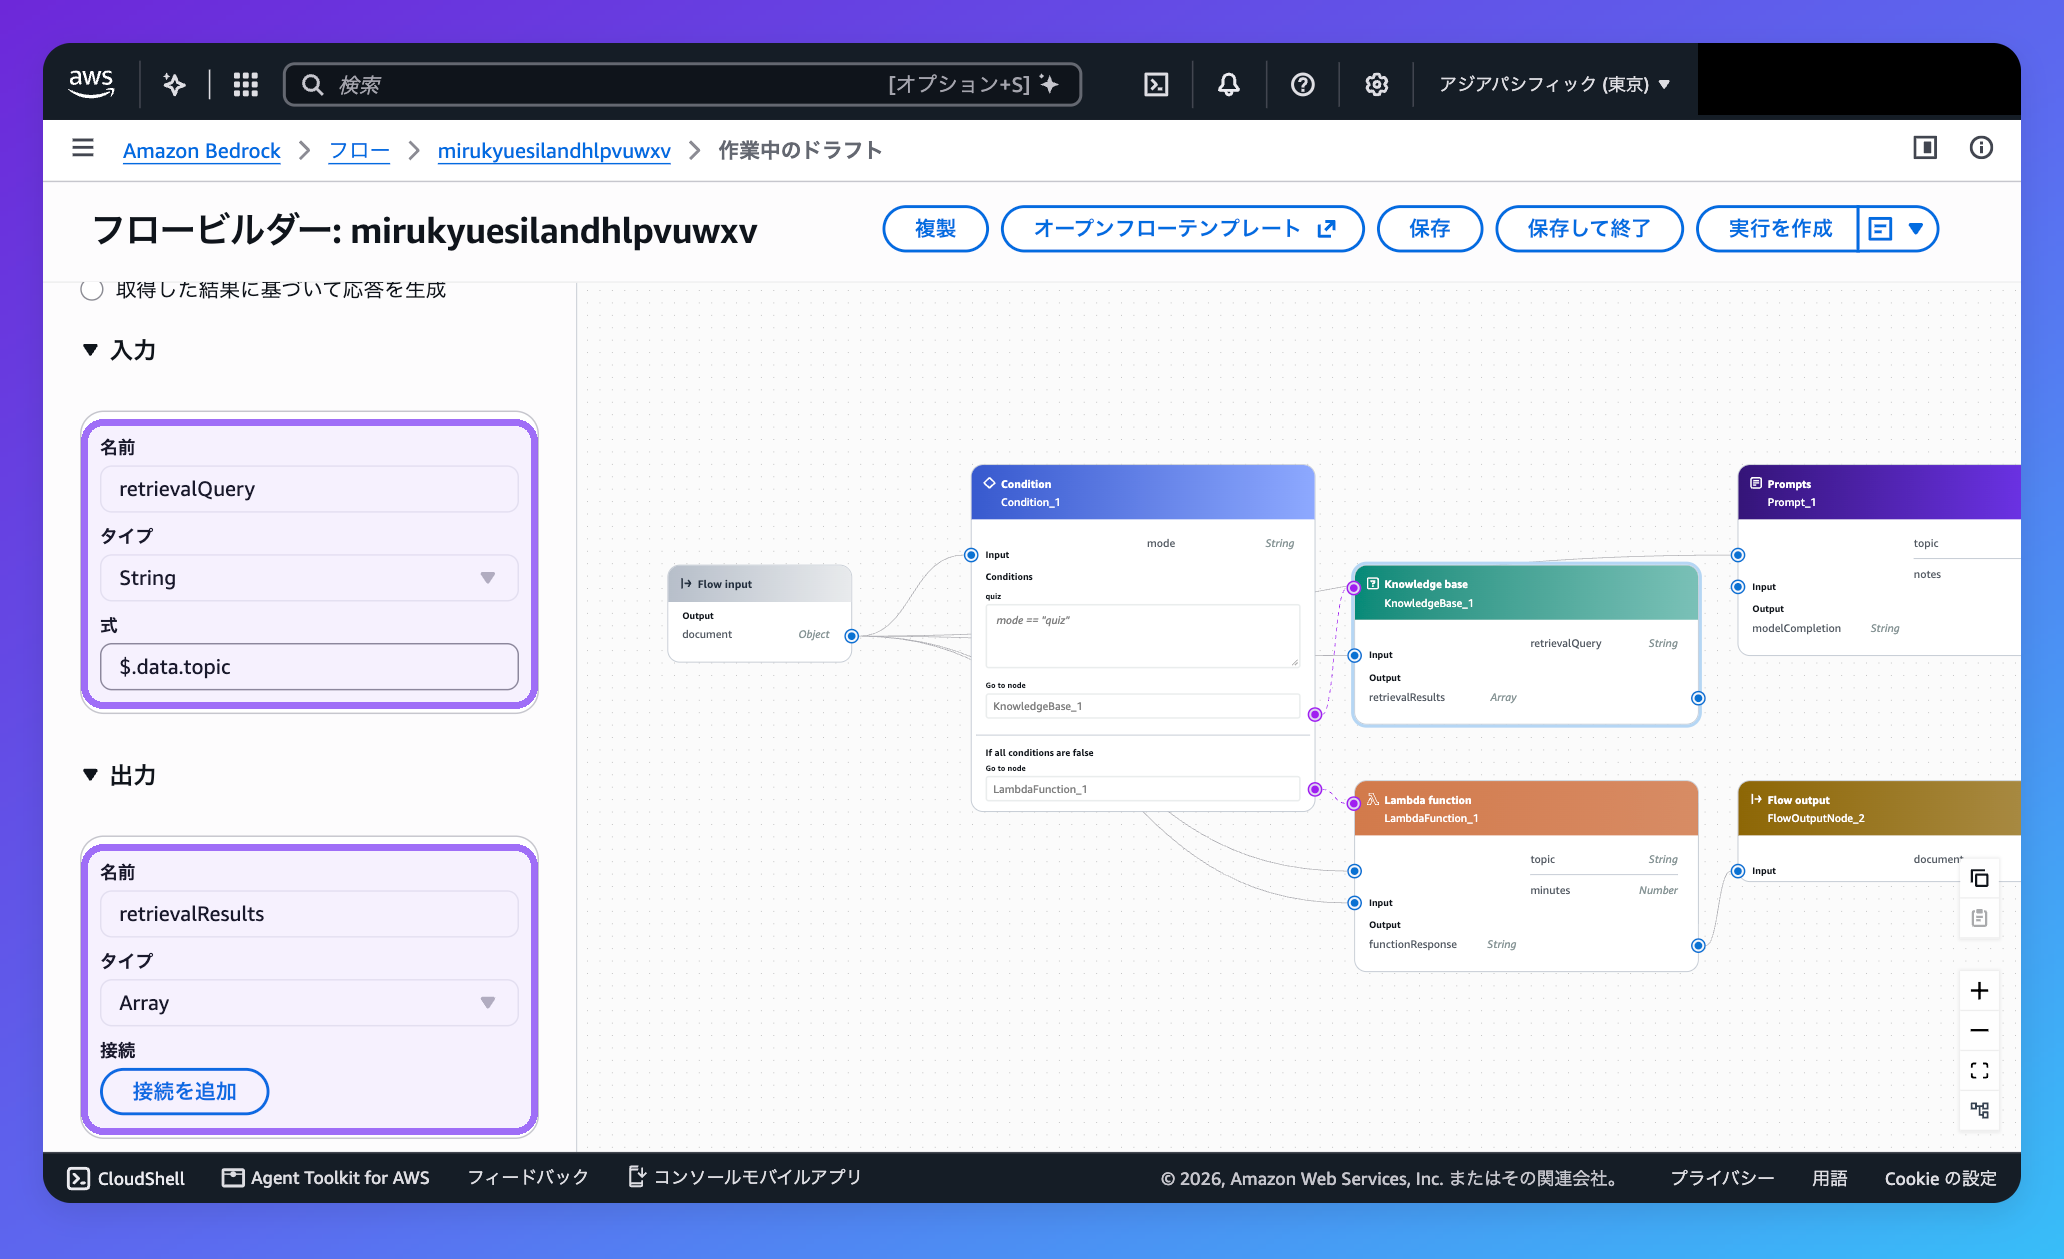 aws
検索
[オプション+S]
アジアパシフィック (東京)
Amazon Bedrock
フロー
mirukyuesilandhlpvuwxv
作業中のドラフト
フロービルダー: mirukyuesilandhlpvuwxv
複製
オープンフローテンプレート
保存
保存して終了
実行を作成
取得した結果に基づいて応答を生成
入力
名前
retrievalQuery
タイプ
String
式
$.data.topic
出力
名前
retrievalResults
タイプ
Array
接続
接続を追加
Flow input
Output
document Object
Condition
Condition_1
mode String
Input
Conditions
quiz
mode == "quiz"
Go to node
KnowledgeBase_1
If all conditions are false
Go to node
LambdaFunction_1
Knowledge base
KnowledgeBase_1
retrievalQuery String
Input
Output
retrievalResults Array
Lambda function
LambdaFunction_1
topic String
minutes Number
Input
Output
functionResponse String
Prompts
Prompt_1
topic
notes
Input
Output
modelCompletion String
Flow output
FlowOutputNode_2
document
Input
CloudShell
Agent Toolkit for AWS
フィードバック
コンソールモバイルアプリ
© 2026, Amazon Web Services, Inc. またはその関連会社。
プライバシー
用語
Cookie の設定